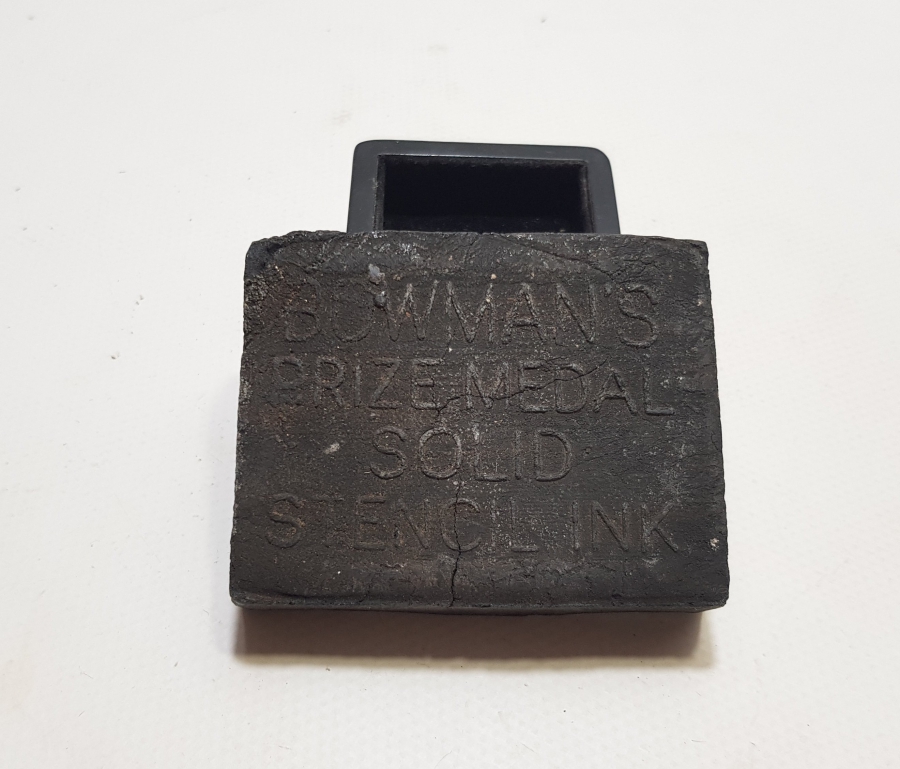 BOWMAN'S
PRIZE MEDAL
SOLID
STENCIL INK